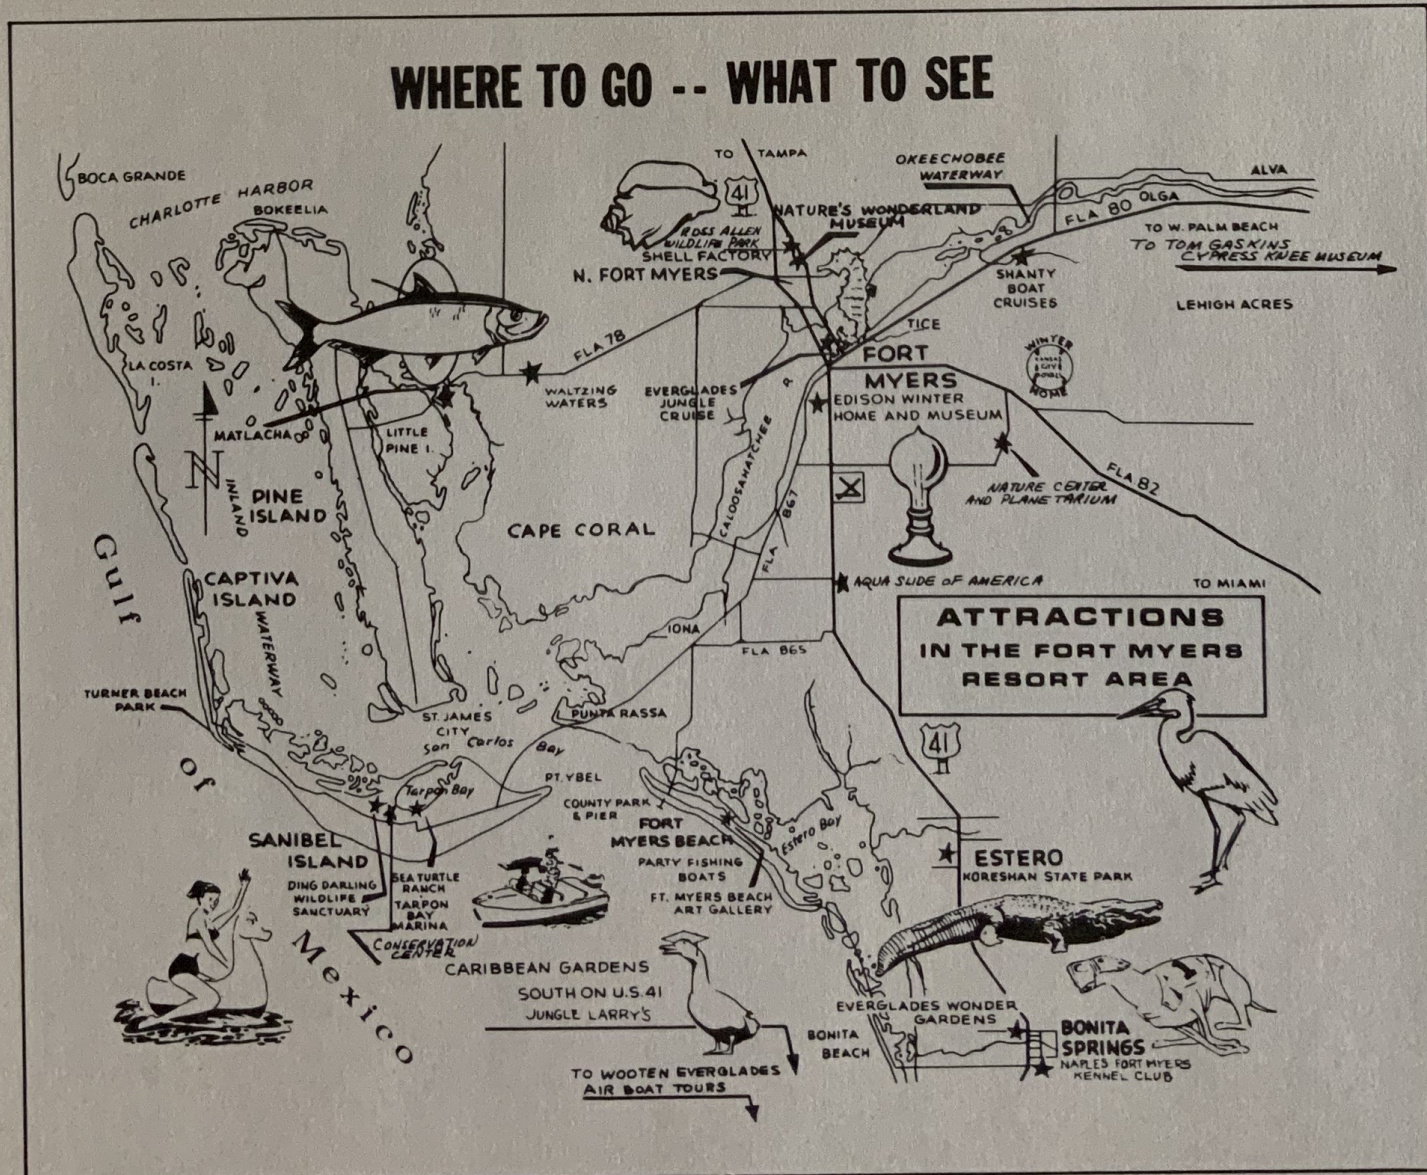 WHERE TO GO -- WHAT TO SEE
BOCA GRANDE
CHARLOTTE HARBOR
BOKEELIA
TO TAMPA
41
OKEECHOBEE
WATERWAY
ALVA
OLGA
FLA 80
NATURE'S WONDERLAND
MUSEUM
ROSS ALLEN
WILDLIFE PARK
SHELL FACTORY
N. FORT MYERS
TO W. PALM BEACH
TO TOM GASKINS
CYPRESS KNEE MUSEUM
SHANTY
BOAT
CRUISES
LEHIGH ACRES
TICE
FORT
MYERS
WINTER
KANSAS
CITY
ROYALS
HOME
LA COSTA
I.
FLA 78
WALTZING
WATERS
EVERGLADES
JUNGLE
CRUISE
EDISON WINTER
HOME AND MUSEUM
MATLACHA
LITTLE
PINE I.
N
CALOOSAHATCHEE R
FLA 867
NATURE CENTER
AND PLANETARIUM
FLA 82
PINE
ISLAND
INLAND
WATERWAY
CAPE CORAL
Gulf of Mexico
CAPTIVA
ISLAND
AQUA SLIDE OF AMERICA
TO MIAMI
ATTRACTIONS
IN THE FORT MYERS
RESORT AREA
IONA
FLA 865
TURNER BEACH
PARK
ST. JAMES
CITY
PUNTA RASSA
San Carlos Bay
41
Tarpon Bay
PT. YBEL
COUNTY PARK
& PIER
FORT
MYERS BEACH
Estero Bay
SANIBEL
ISLAND
PARTY FISHING
BOATS
ESTERO
KORESHAN STATE PARK
DING DARLING
WILDLIFE
SANCTUARY
SEA TURTLE
RANCH
TARPON
BAY
MARINA
FT. MYERS BEACH
ART GALLERY
CONSERVATION
CENTER
CARIBBEAN GARDENS
SOUTH ON U.S. 41
JUNGLE LARRY'S
EVERGLADES WONDER
GARDENS
BONITA
BEACH
BONITA
SPRINGS
NAPLES FORT MYERS
KENNEL CLUB
TO WOOTEN EVERGLADES
AIR BOAT TOURS